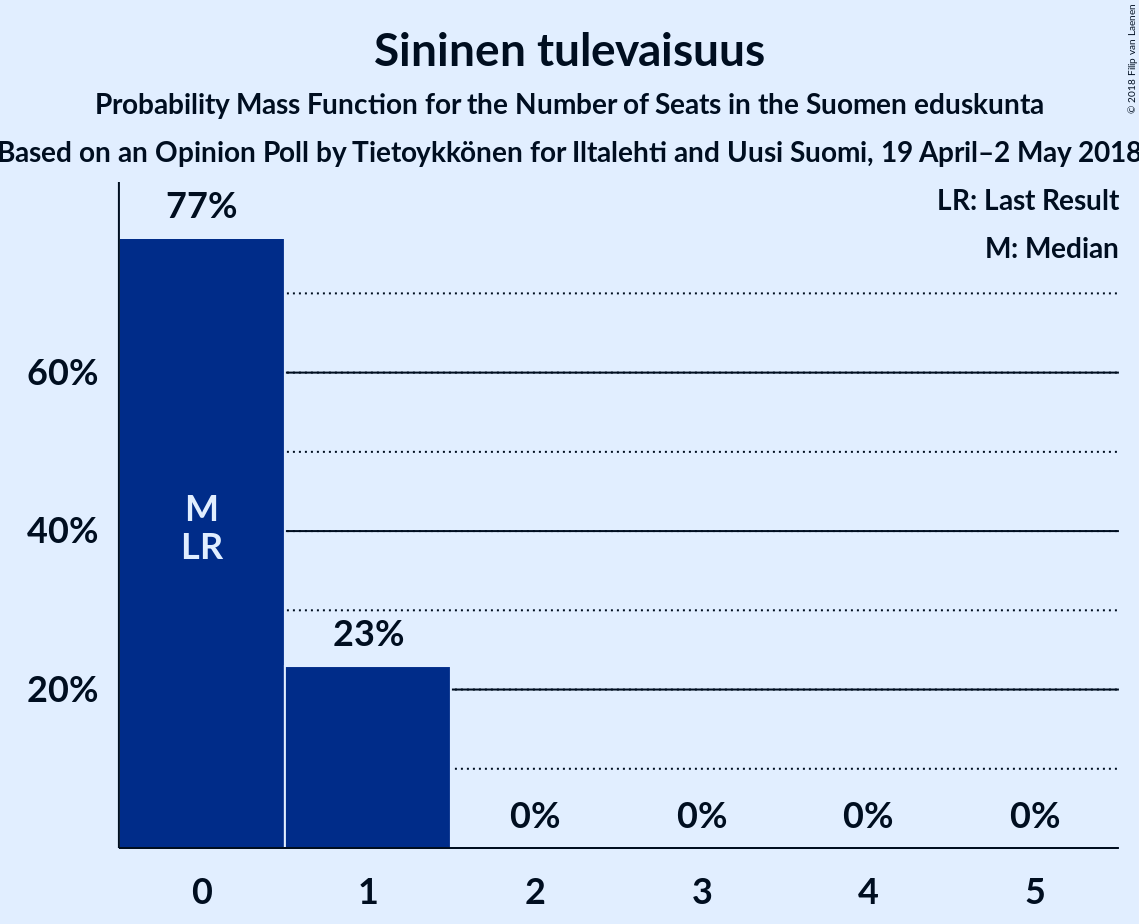 Sininen tulevaisuus
Probability Mass Function for the Number of Seats in the Suomen eduskunta
Based on an Opinion Poll by Tietoykkönen for Iltalehti and Uusi Suomi, 19 April–2 May 2018
© 2018 Filip van Laenen
LR: Last Result
M: Median
77%
60%
M
40%
LR
23%
20%
0% 0% 0% 0%
0 1 2 3 4 5